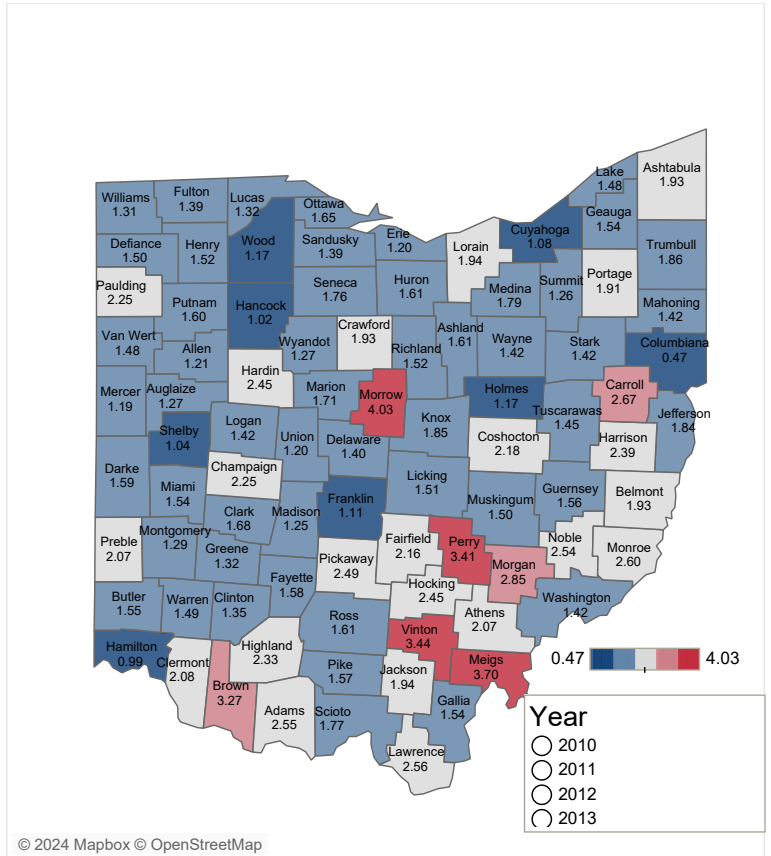 Ashtabula
1.93
Lake
1.48
Williams
1.31
Fulton
1.39
Lucas
1.32
Ottawa
1.65
Geauga
1.54
Cuyahoga
1.08
Erie
1.20
Defiance
1.50
Henry
1.52
Wood
1.17
Sandusky
1.39
Lorain
1.94
Trumbull
1.86
Paulding
2.25
Seneca
1.76
Huron
1.61
Medina
1.79
Summit
1.26
Portage
1.91
Putnam
1.60
Hancock
1.02
Mahoning
1.42
Van Wert
1.48
Allen
1.21
Wyandot
1.27
Crawford
1.93
Richland
1.52
Ashland
1.61
Wayne
1.42
Stark
1.42
Columbiana
0.47
Hardin
2.45
Mercer
1.19
Auglaize
1.27
Marion
1.71
Morrow
4.03
Holmes
1.17
Carroll
2.67
Tuscarawas
1.45
Jefferson
1.84
Shelby
1.04
Logan
1.42
Union
1.20
Delaware
1.40
Knox
1.85
Coshocton
2.18
Harrison
2.39
Darke
1.59
Miami
1.54
Champaign
2.25
Licking
1.51
Franklin
1.11
Muskingum
1.50
Guernsey
1.56
Belmont
1.93
Clark
1.68
Madison
1.25
Preble
2.07
Montgomery
1.29
Greene
1.32
Pickaway
2.49
Fairfield
2.16
Perry
3.41
Morgan
2.85
Noble
2.54
Monroe
2.60
Fayette
1.58
Hocking
2.45
Butler
1.55
Warren
1.49
Clinton
1.35
Ross
1.61
Athens
2.07
Washington
1.42
Vinton
3.44
Hamilton
0.99
Clermont
2.08
Highland
2.33
Pike
1.57
Jackson
1.94
Meigs
3.70
0.47
4.03
Brown
3.27
Adams
2.55
Scioto
1.77
Gallia
1.54
Lawrence
2.56
Year
2010
2011
2012
2013
© 2024 Mapbox © OpenStreetMap